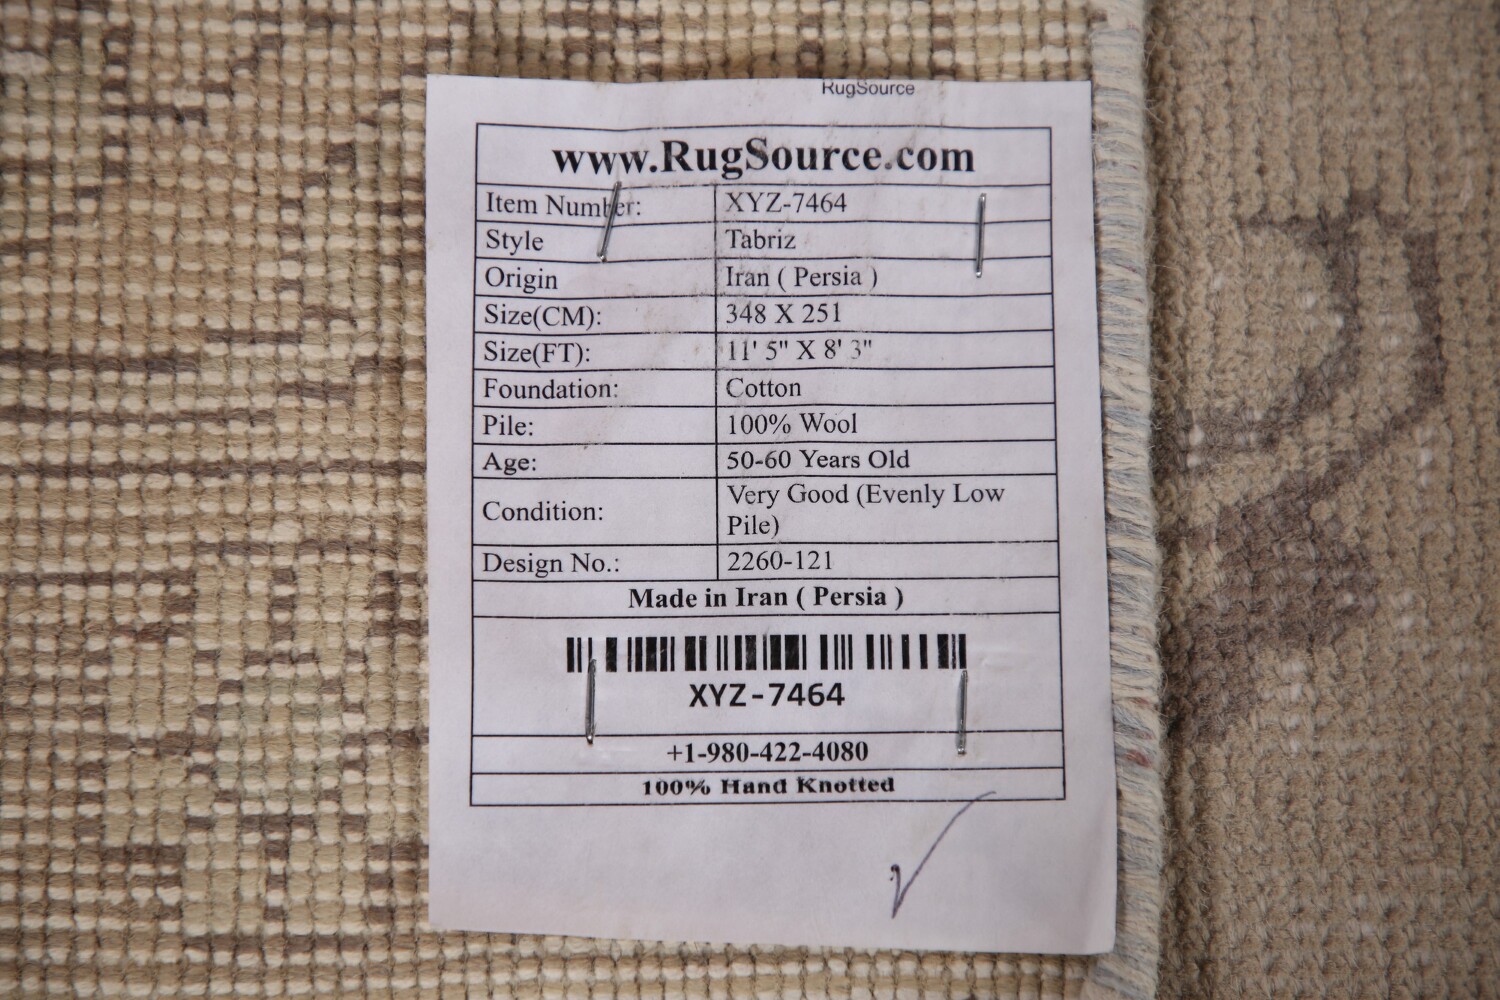 RugSource
www.RugSource.com
Item Number: XYZ-7464
Style Tabriz
Origin Iran ( Persia )
Size(CM): 348 X 251
Size(FT): 11' 5" X 8' 3"
Foundation: Cotton
Pile: 100% Wool
Age: 50-60 Years Old
Condition: Very Good (Evenly Low
Pile)
Design No.: 2260-121
Made in Iran ( Persia )
XYZ-7464
+1-980-422-4080
100% Hand Knotted